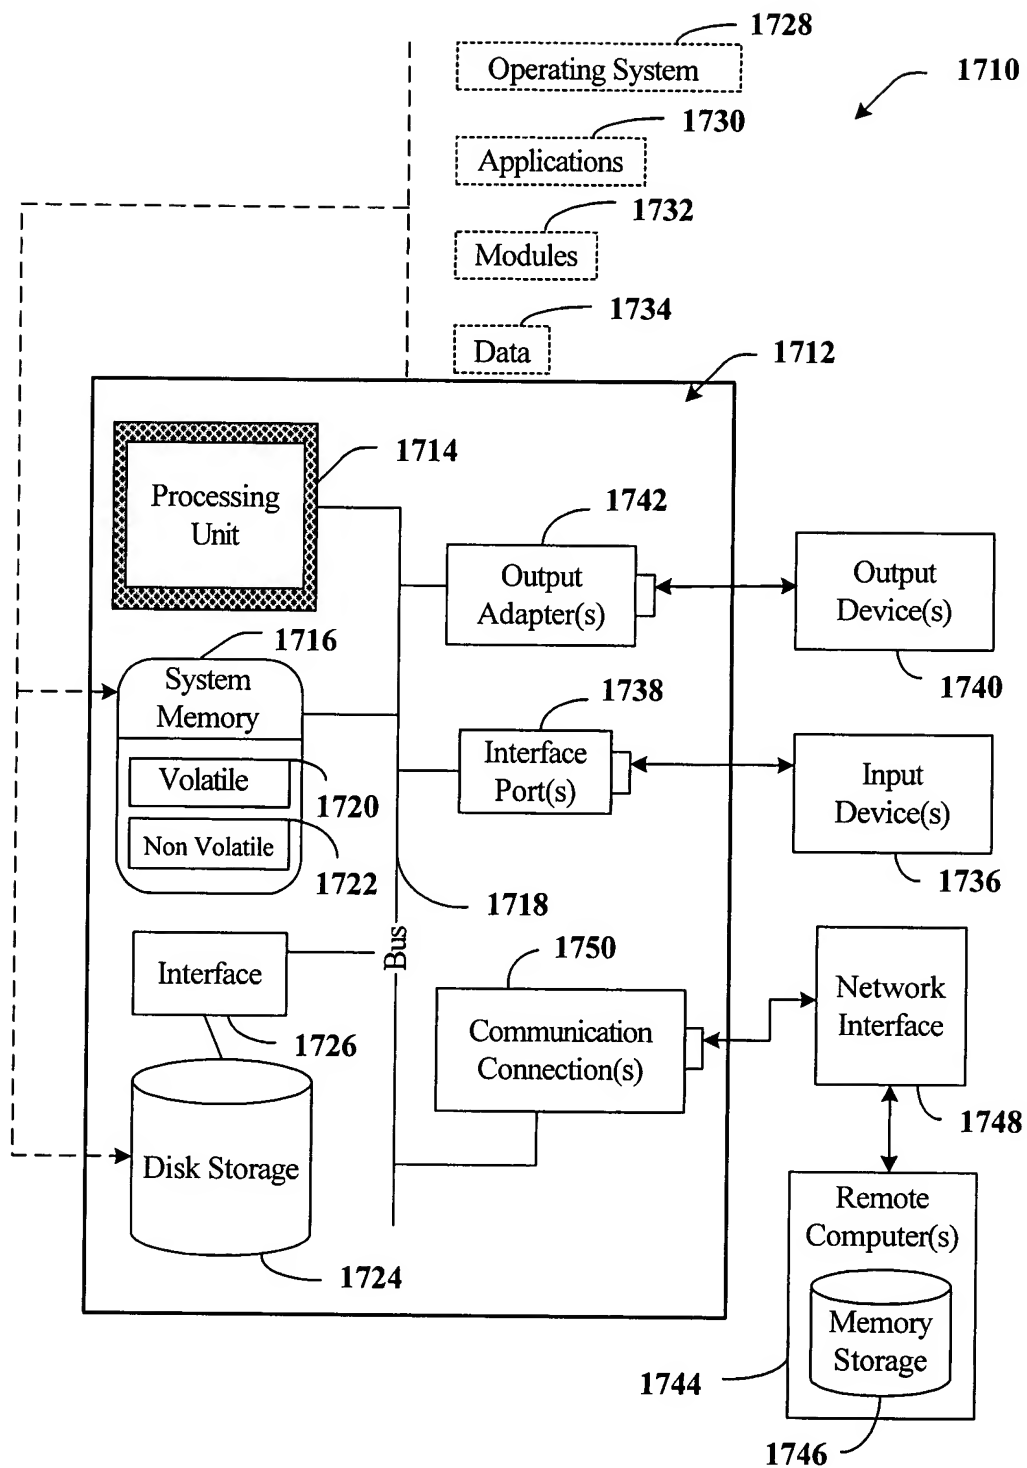 1728
Operating System
1710
1730
Applications
1732
Modules
1734
Data
1712
1714
Processing
Unit
1742
Output
Adapter(s)
Output
Device(s)
1740
1716
System
Memory
Volatile
1720
Non Volatile
1722
1738
Interface
Port(s)
Input
Device(s)
1736
1718
Bus
1750
Interface
1726
Communication
Connection(s)
Network
Interface
1748
Disk Storage
1724
Remote
Computer(s)
Memory
Storage
1744
1746